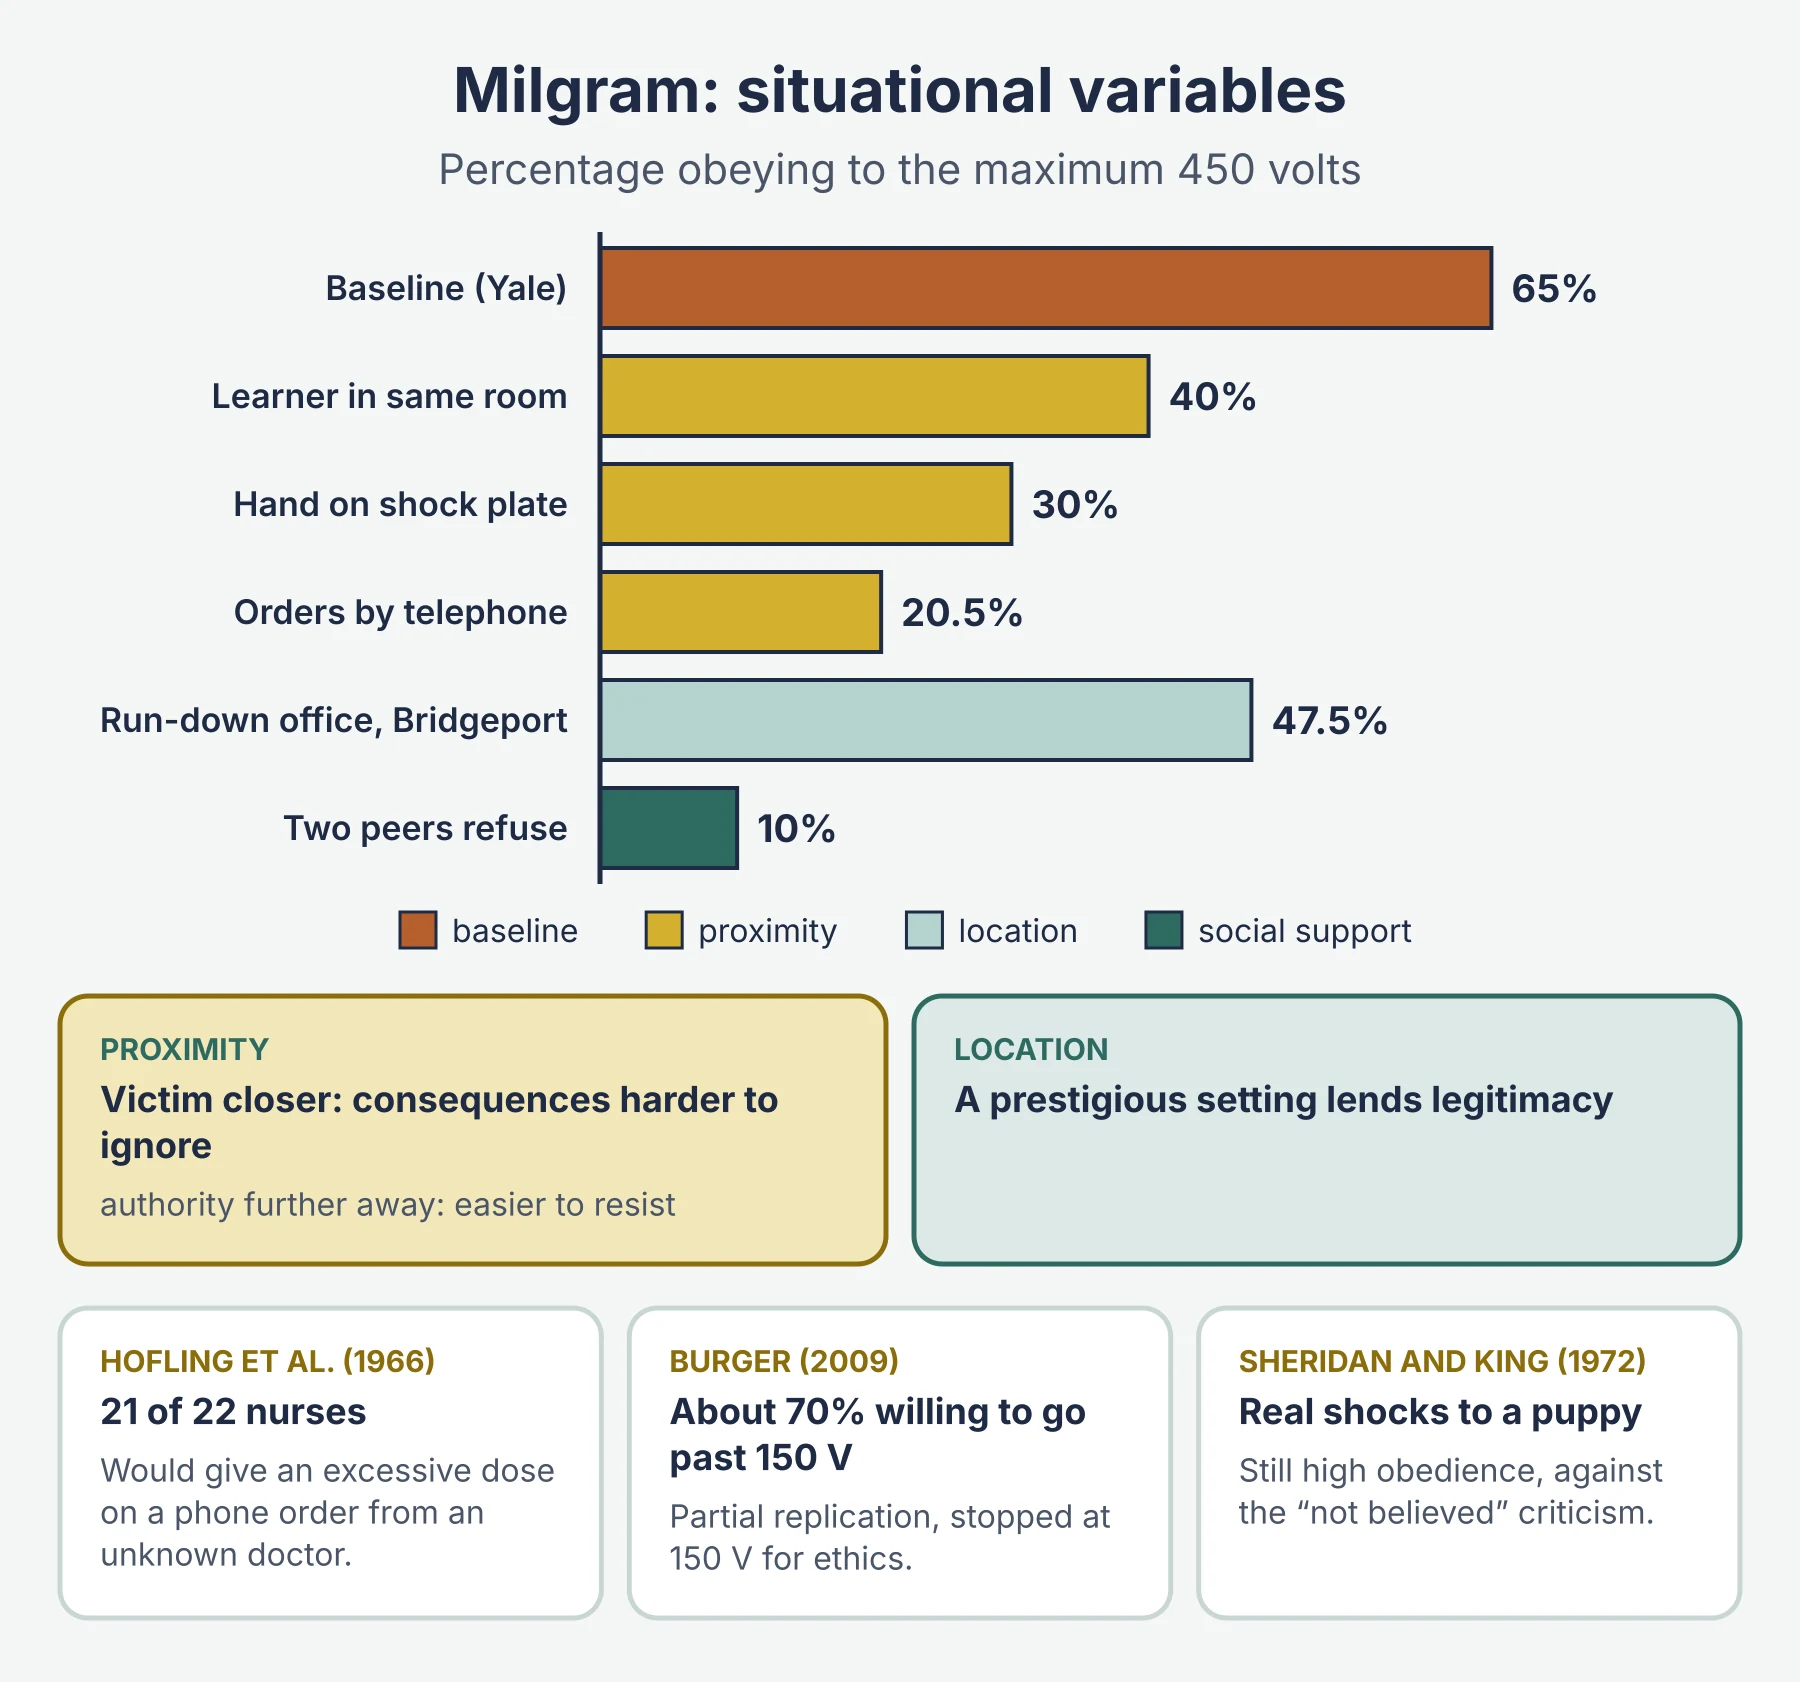 Milgram: situational variables
Percentage obeying to the maximum 450 volts
Baseline (Yale)
65%
Learner in same room
40%
Hand on shock plate
30%
Orders by telephone
20.5%
Run-down office, Bridgeport
47.5%
Two peers refuse
10%
baseline
proximity
location
social support
PROXIMITY
Victim closer: consequences harder to
ignore
authority further away: easier to resist
LOCATION
A prestigious setting lends legitimacy
HOFLING ET AL. (1966)
21 of 22 nurses
Would give an excessive dose
on a phone order from an
unknown doctor.
BURGER (2009)
About 70% willing to go
past 150 V
Partial replication, stopped at
150 V for ethics.
SHERIDAN AND KING (1972)
Real shocks to a puppy
Still high obedience, against
the “not believed” criticism.